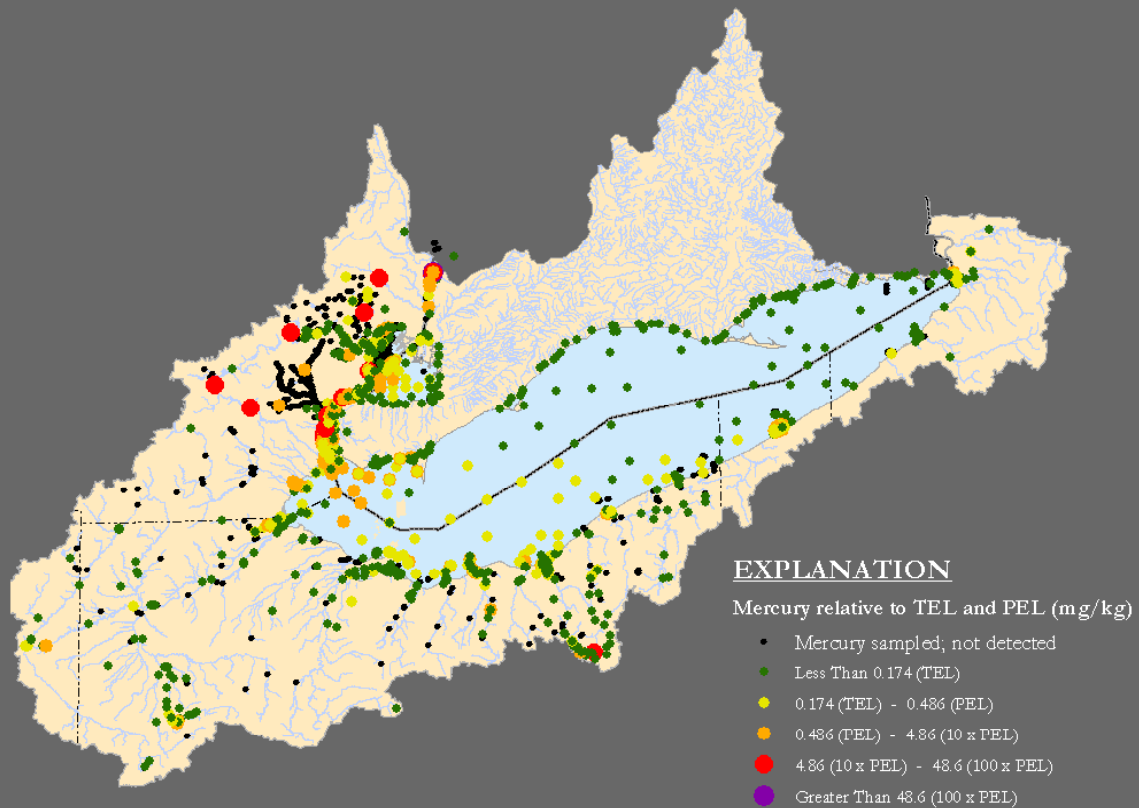 EXPLANATION
Mercury relative to TEL and PEL (mg/kg)
Mercury sampled; not detected
Less Than 0.174 (TEL)
0.174 (TEL) - 0.486 (PEL)
0.486 (PEL) - 4.86 (10 x PEL)
4.86 (10 x PEL) - 48.6 (100 x PEL)
Greater Than 48.6 (100 x PEL)